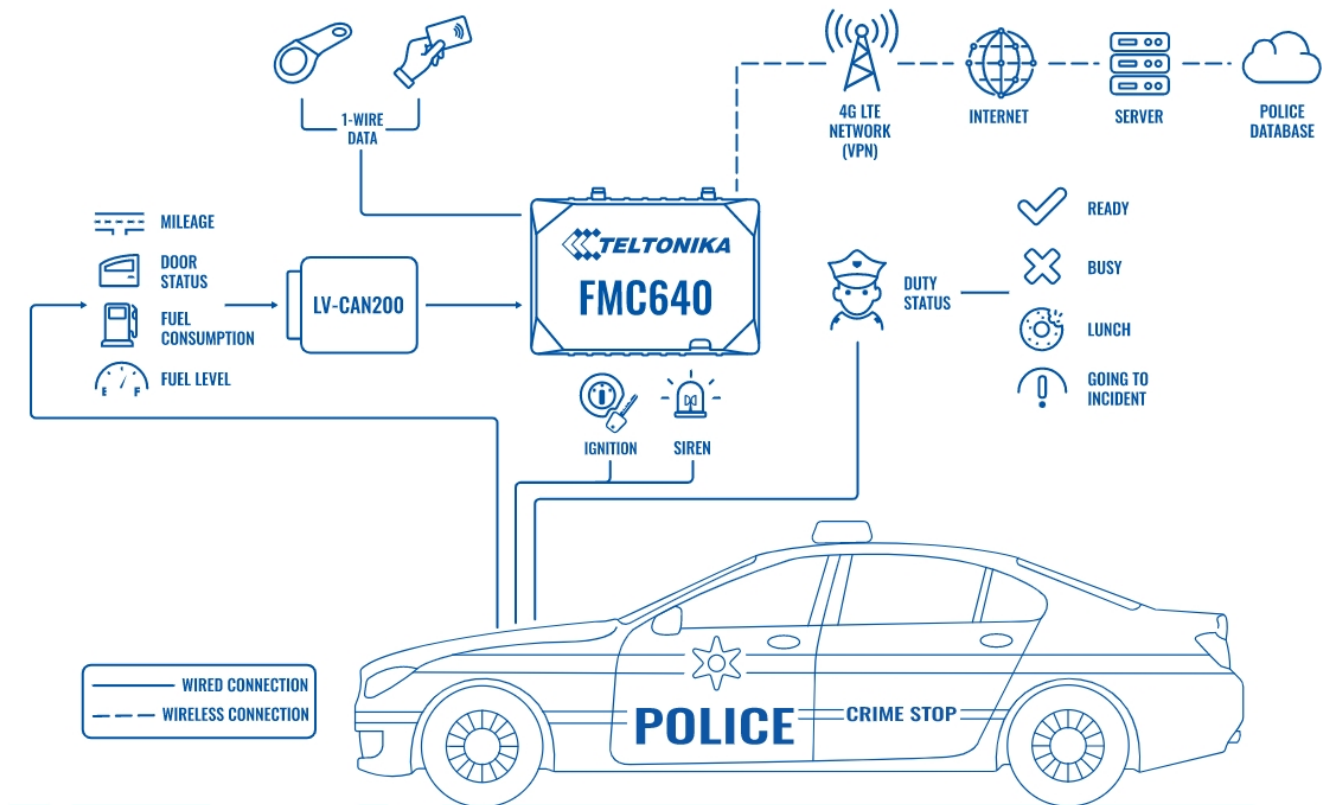 1-WIRE
DATA
4G LTE
NETWORK
(VPN)
INTERNET
SERVER
POLICE
DATABASE
MILEAGE
DOOR
STATUS
FUEL
CONSUMPTION
E F
FUEL LEVEL
LV-CAN200
TELTONIKA
FMC640
IGNITION
SIREN
DUTY
STATUS
READY
BUSY
LUNCH
GOING TO
INCIDENT
WIRED CONNECTION
WIRELESS CONNECTION
POLICE
CRIME STOP